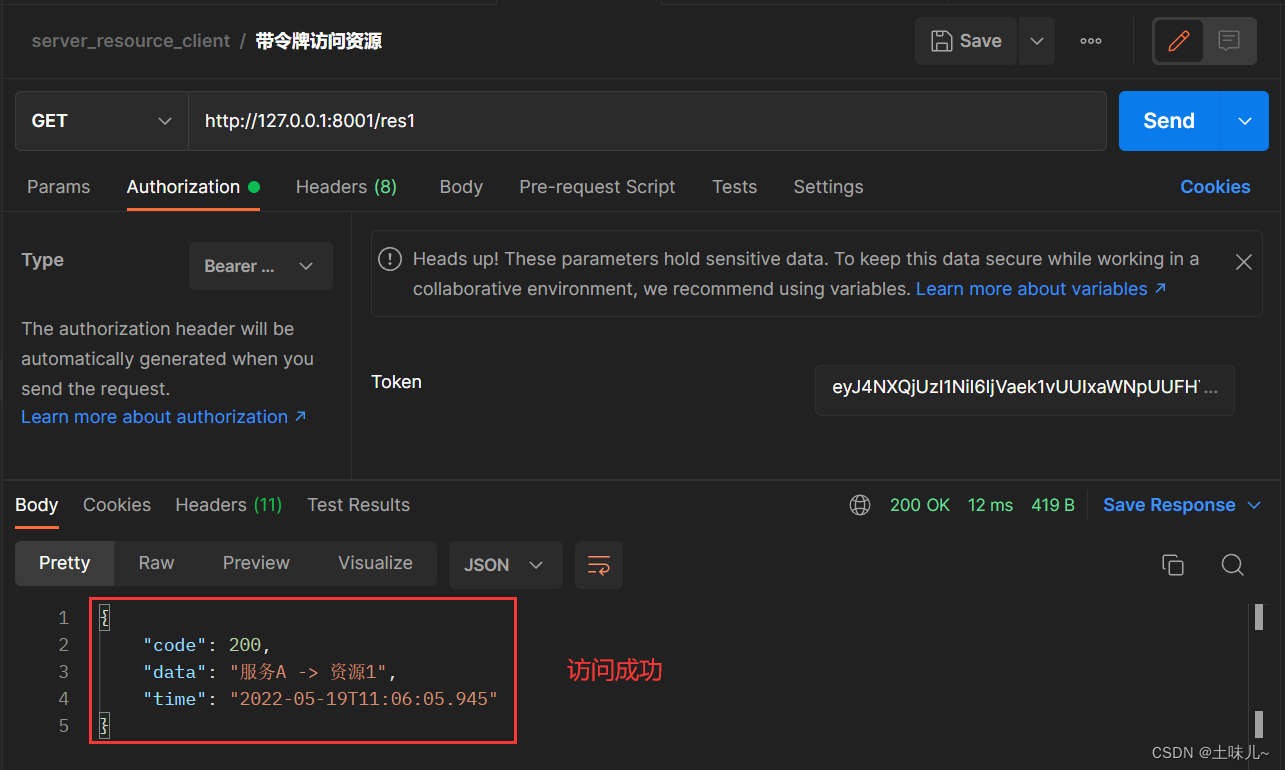 server_resource_client / 带令牌访问资源
Save
GET
http://127.0.0.1:8001/res1
Send
Params
Authorization
Headers (8)
Body
Pre-request Script
Tests
Settings
Cookies
Type
Bearer ...
The authorization header will be
automatically generated when you
send the request.
Learn more about authorization ↗
Heads up! These parameters hold sensitive data. To keep this data secure while working in a
collaborative environment, we recommend using variables. Learn more about variables ↗
Token
eyJ4NXQjUzI1NiI6IjVaek1vUUIxaWNpUUFH ...
Body
Cookies
Headers (11)
Test Results
200 OK
12 ms
419 B
Save Response
Pretty
Raw
Preview
Visualize
JSON
1 {
2 "code": 200,
3 "data": "服务A -> 资源1",
4 "time": "2022-05-19T11:06:05.945"
5 }
访问成功
CSDN @土味儿~